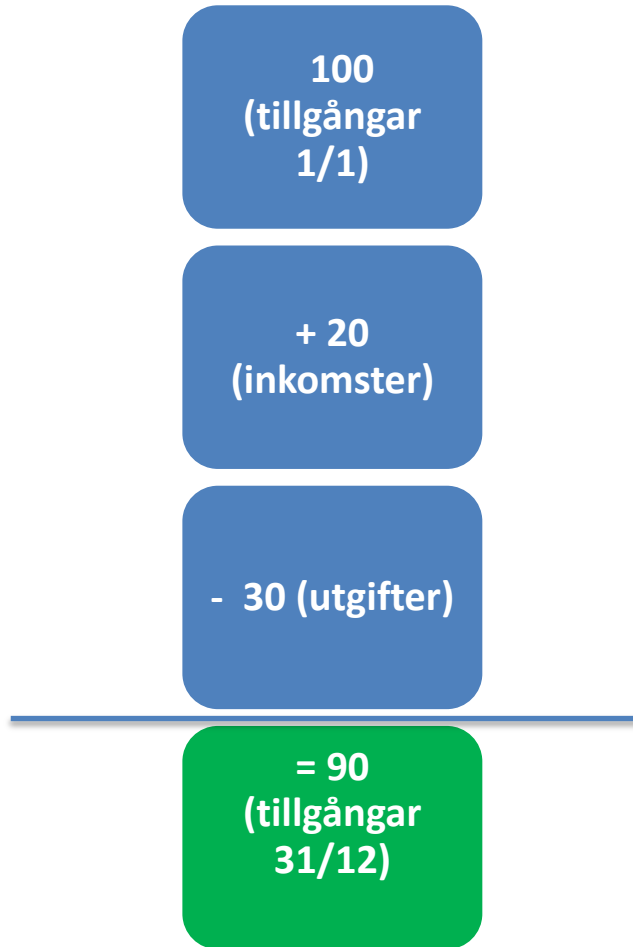 100
(tillgångar
1/1)
+ 20
(inkomster)
- 30 (utgifter)
= 90
(tillgångar
31/12)